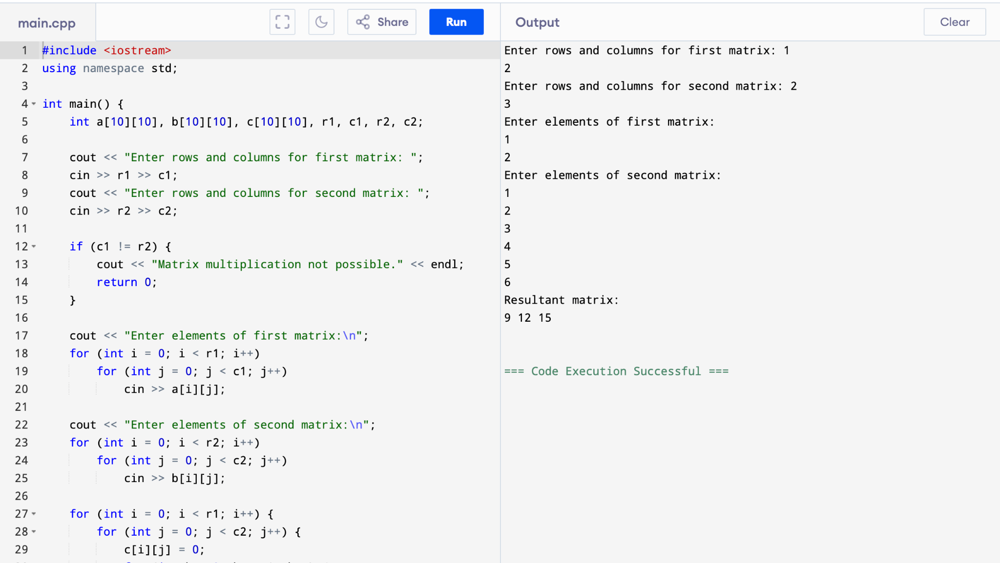 main.cpp
Share
Run
1 #include <iostream>
2 using namespace std;
3
4 int main() {
5     int a[10][10], b[10][10], c[10][10], r1, c1, r2, c2;
6
7     cout << "Enter rows and columns for first matrix: ";
8     cin >> r1 >> c1;
9     cout << "Enter rows and columns for second matrix: ";
10     cin >> r2 >> c2;
11
12     if (c1 != r2) {
13         cout << "Matrix multiplication not possible." << endl;
14         return 0;
15     }
16
17     cout << "Enter elements of first matrix:\n";
18     for (int i = 0; i < r1; i++)
19         for (int j = 0; j < c1; j++)
20             cin >> a[i][j];
21
22     cout << "Enter elements of second matrix:\n";
23     for (int i = 0; i < r2; i++)
24         for (int j = 0; j < c2; j++)
25             cin >> b[i][j];
26
27     for (int i = 0; i < r1; i++) {
28         for (int j = 0; j < c2; j++) {
29             c[i][j] = 0;
Output
Clear
Enter rows and columns for first matrix: 1
2
Enter rows and columns for second matrix: 2
3
Enter elements of first matrix:
1
2
Enter elements of second matrix:
1
2
3
4
5
6
Resultant matrix:
9 12 15
=== Code Execution Successful ===